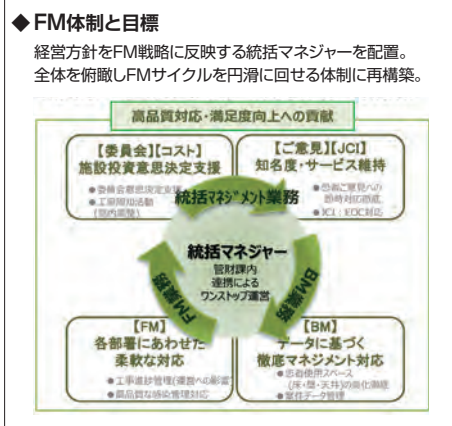 ◆ FM体制と目標
経営方針をFM戦略に反映する統括マネジャーを配置。
全体を俯瞰しFMサイクルを円滑に回せる体制に再構築。
高品質対応・満足度向上への貢献
【委員会】【コスト】
施設投資意思決定支援
●委員会意思決定支援
●工事周知活動
(院内調整)
【ご意見】【JCI】
知名度・サービス維持
●患者ご意見への
即時対応徹底
●JCI:EOC対応
統括マネジメント業務
統括マネジャー
管財課内
連携による
ワンストップ運営
FM業務
BM業務
【FM】
各部署にあわせた
柔軟な対応
●工事進捗管理(運営への影響)
●高品質な感染管理対応
【BM】
データに基づく
徹底マネジメント対応
●患者使用スペース
(床・壁・天井)の劣化御聴
●案件データ管理